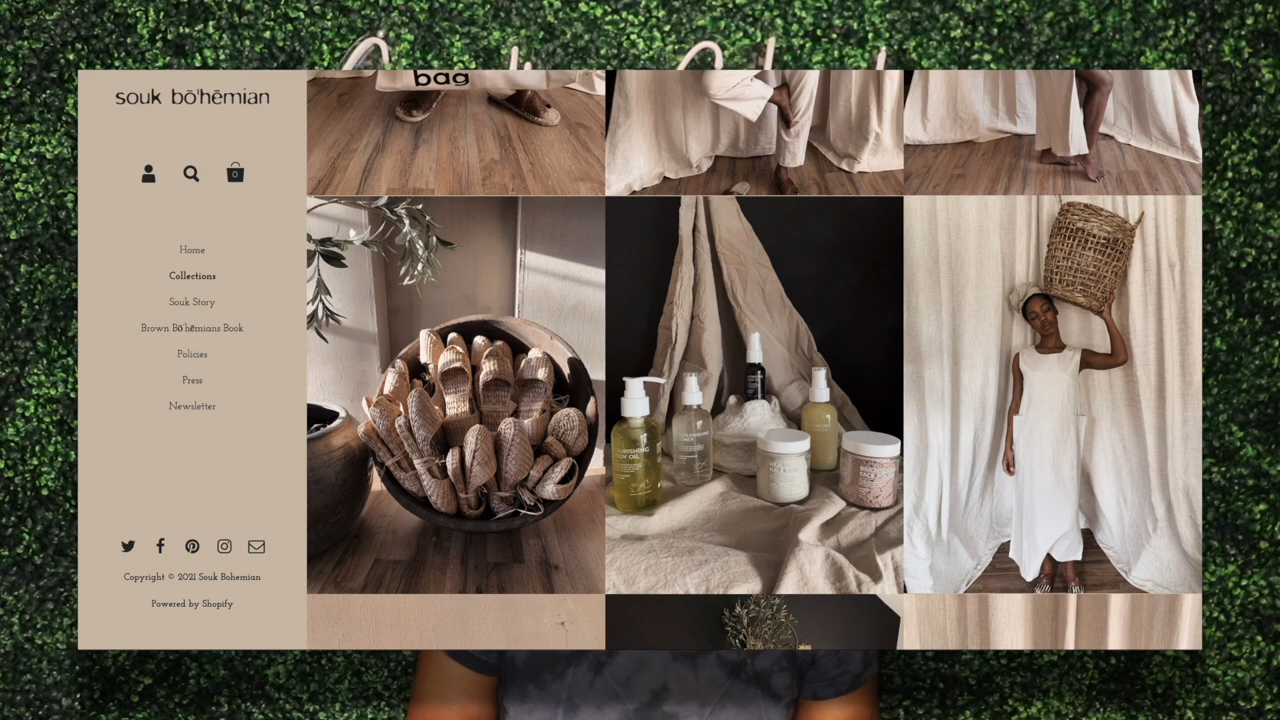 souk bō'hēmian
0
Home
Collections
Souk Story
Brown Bō'hēmians Book
Policies
Press
Newsletter
Copyright © 2021 Souk Bohemian
Powered by Shopify
bag